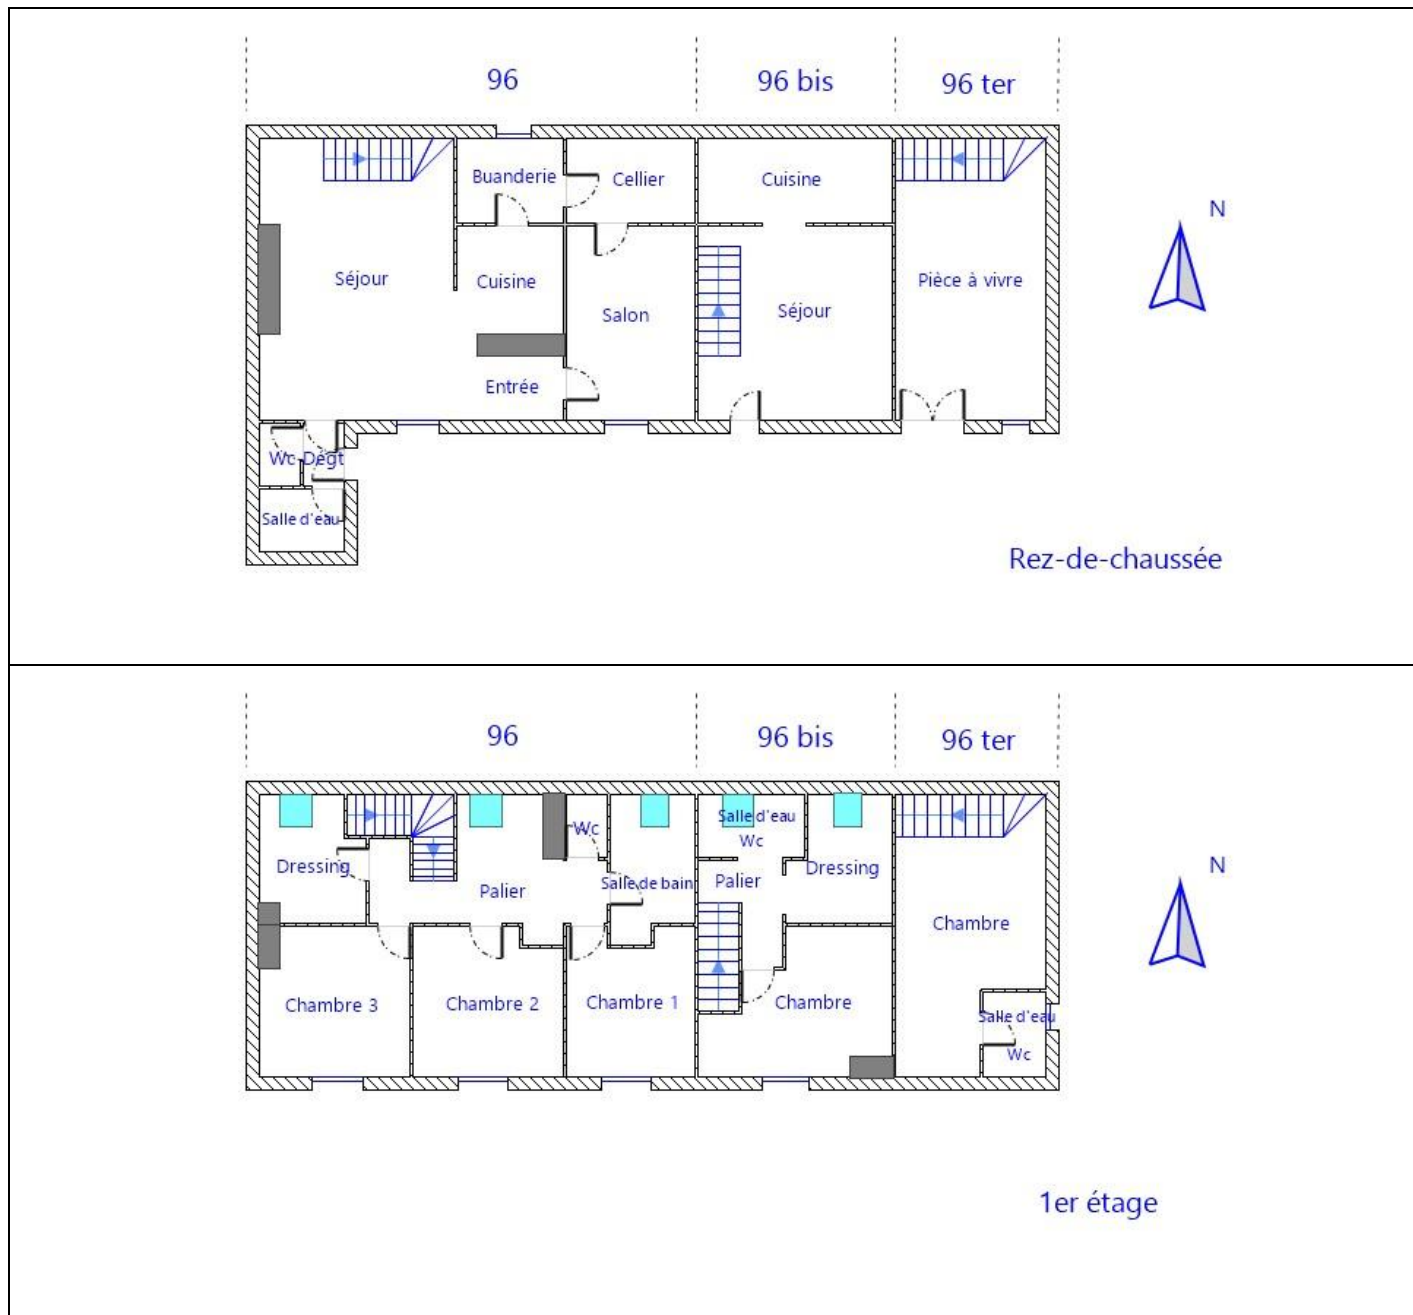 96
96 bis
96 ter
Buanderie
Cellier
Cuisine
N
Séjour
Cuisine
Pièce à vivre
Salon
Séjour
Entrée
Wc
Dégt
Salle d'eau
Rez-de-chaussée
96
96 bis
96 ter
Wc
Salle d'eau
Wc
Dressing
Palier
Salle de bain
Palier
Dressing
N
Chambre
Chambre 3
Chambre 2
Chambre 1
Chambre
Salle d'eau
Wc
1er étage